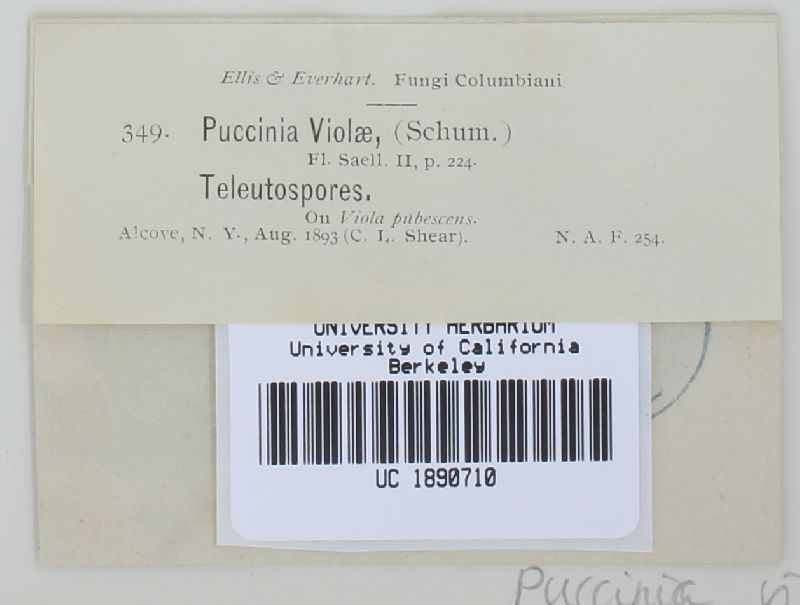 Ellis & Everhart. Fungi Columbiani
349. Puccinia Violæ, (Schum.)
Fl. Saell. II, p. 224.
Teleutospores.
On Viola pubescens.
Alcove, N. Y., Aug. 1893 (C. L. Shear). N. A. F. 254.
UNIVERSITY HERBARIUM
University of California
Berkeley
UC 1890710
Puccinia vi